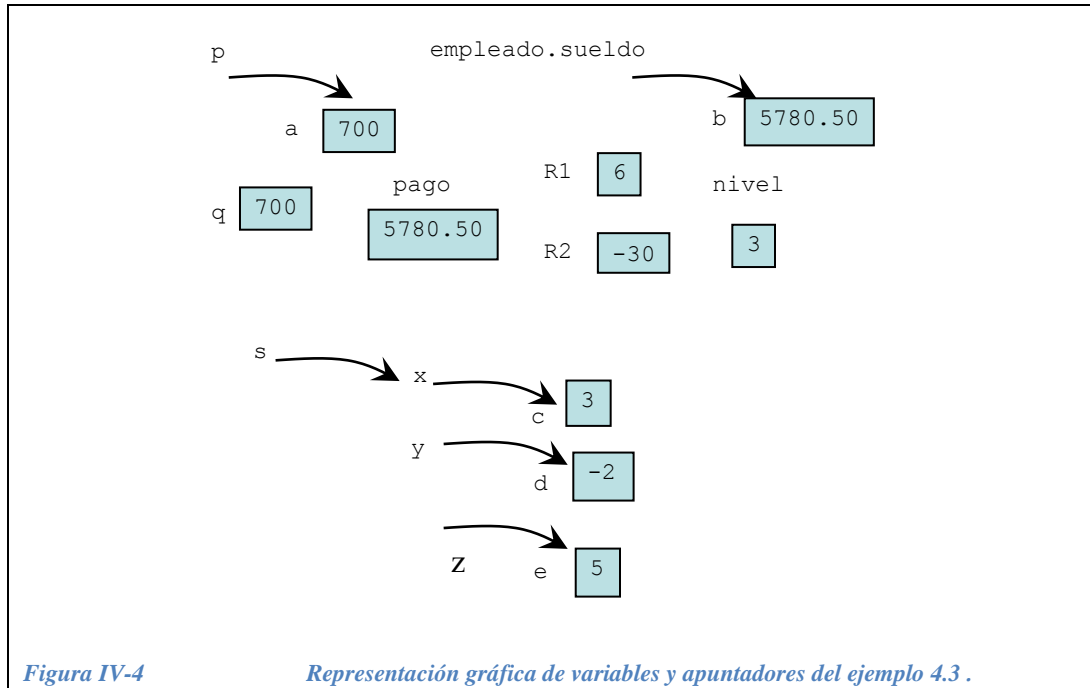 p
empleado.sueldo
a
700
b
5780.50
q
700
pago
5780.50
R1
6
nivel
R2
-30
3
s
x
c
3
y
d
-2
z
e
5
Figura IV-4 Representación gráfica de variables y apuntadores del ejemplo 4.3 .